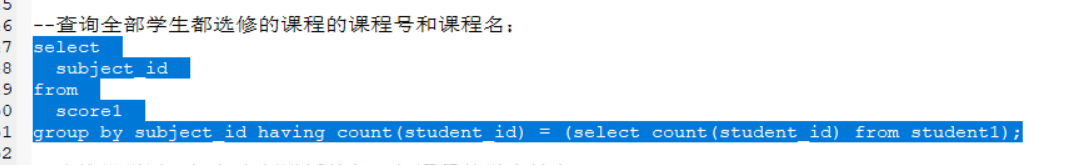 --查询全部学生都选修的课程的课程号和课程名;
select
subject_id
from
score1
group by subject_id having count(student_id) = (select count(student_id) from student1);